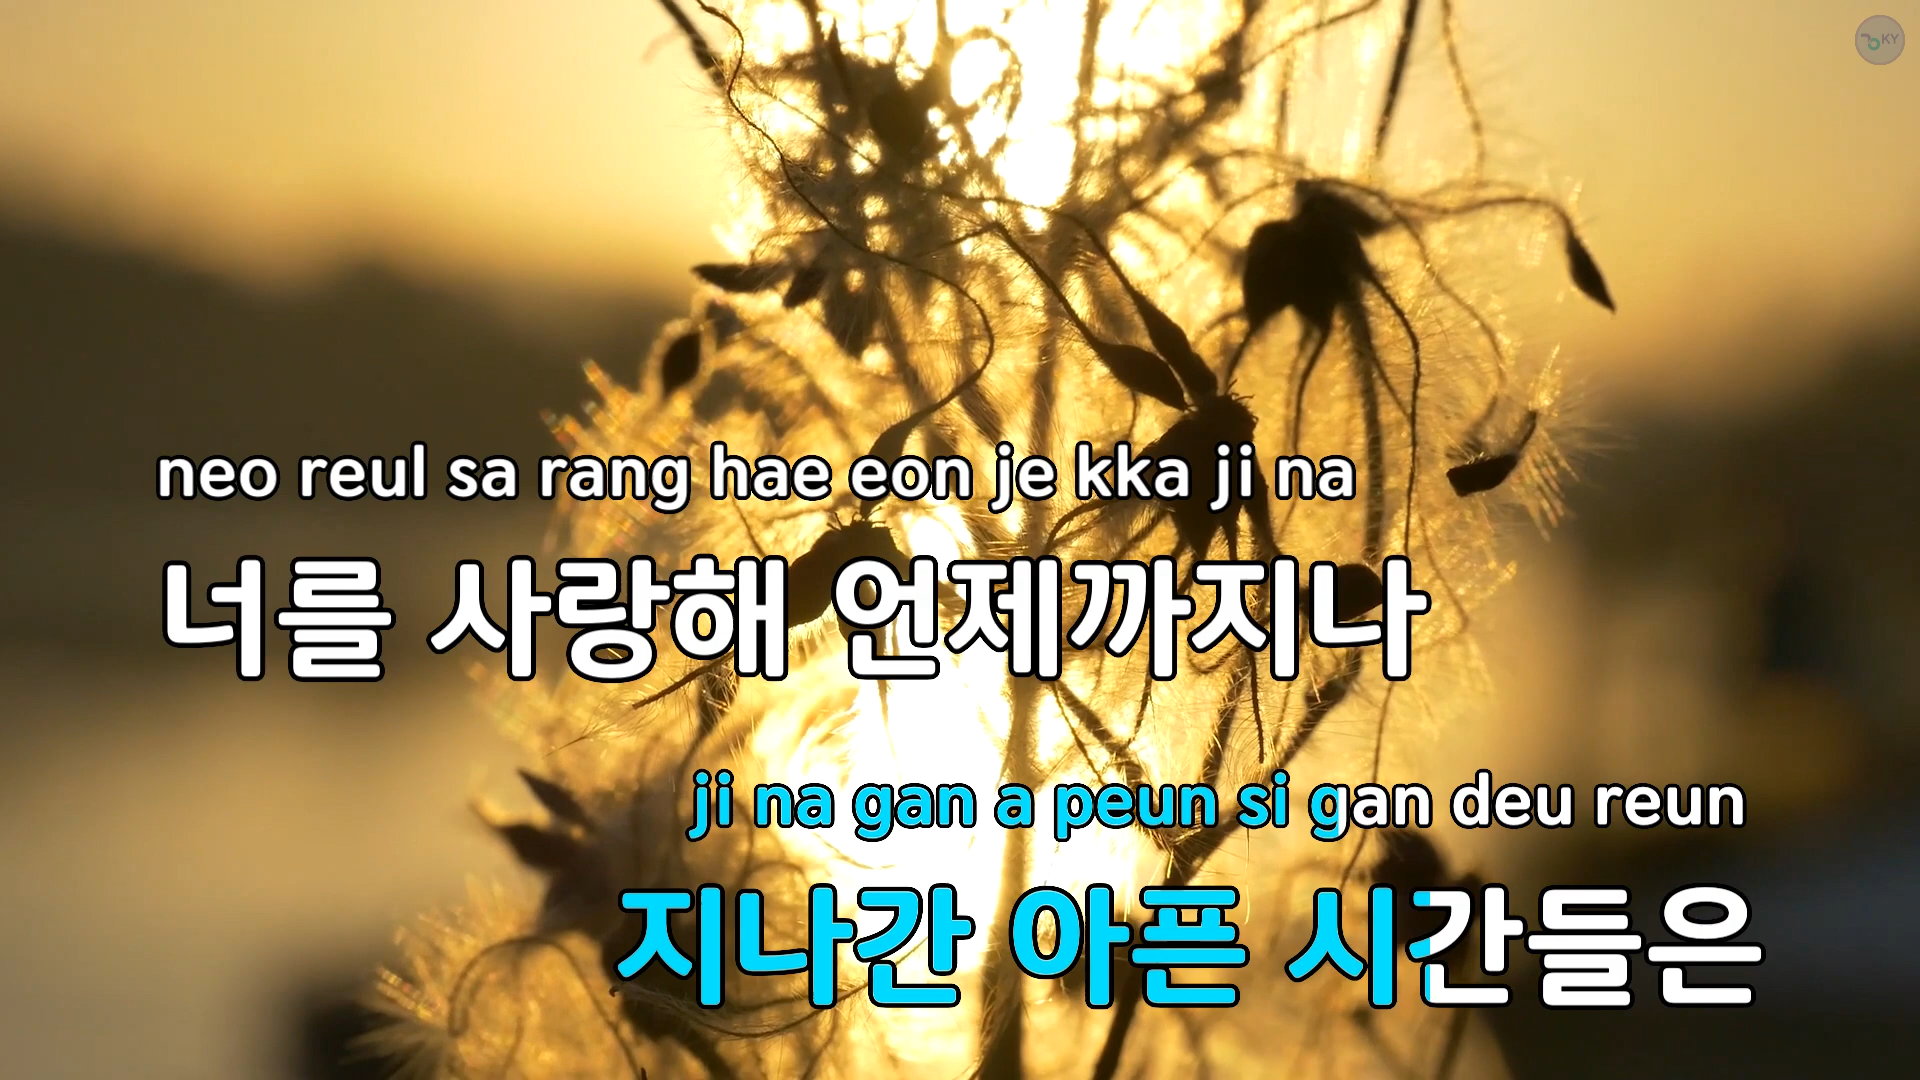 KY
neo reul sa rang hae eon je kka ji na
너를 사랑해 언제까지나
ji na gan a peun si gan deu reun
지나간 아픈 시간들은